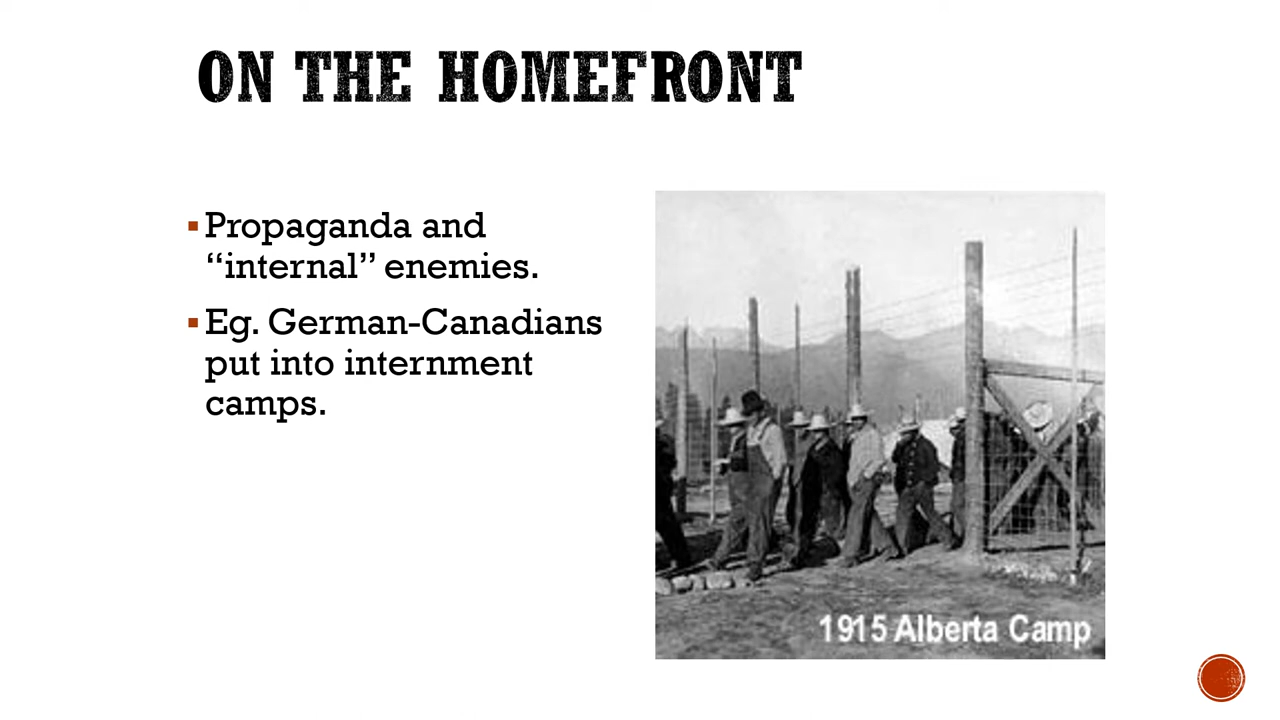 ON THE HOMEFRONT
▪Propaganda and
“internal” enemies.
▪Eg. German-Canadians
put into internment
camps.
1915 Alberta Camp